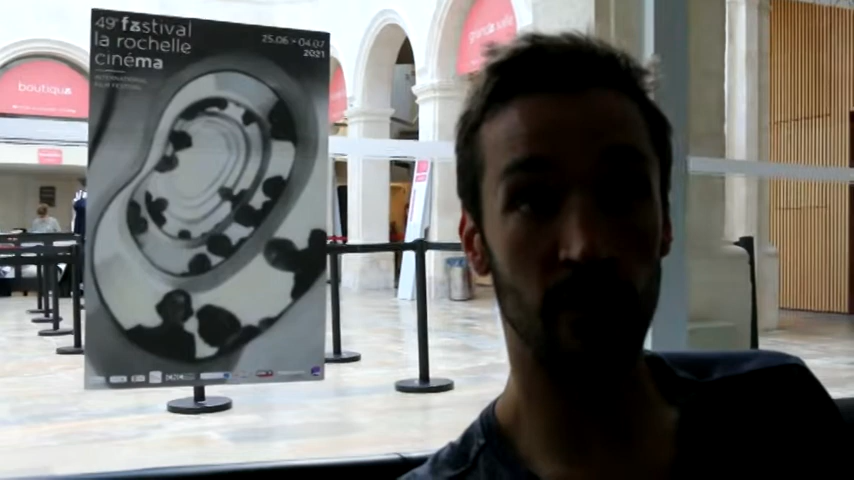 49e festival
la rochelle
cinéma
INTERNATIONAL
FILM FESTIVAL
25.06 > 04.07
2021
boutique
grande salle